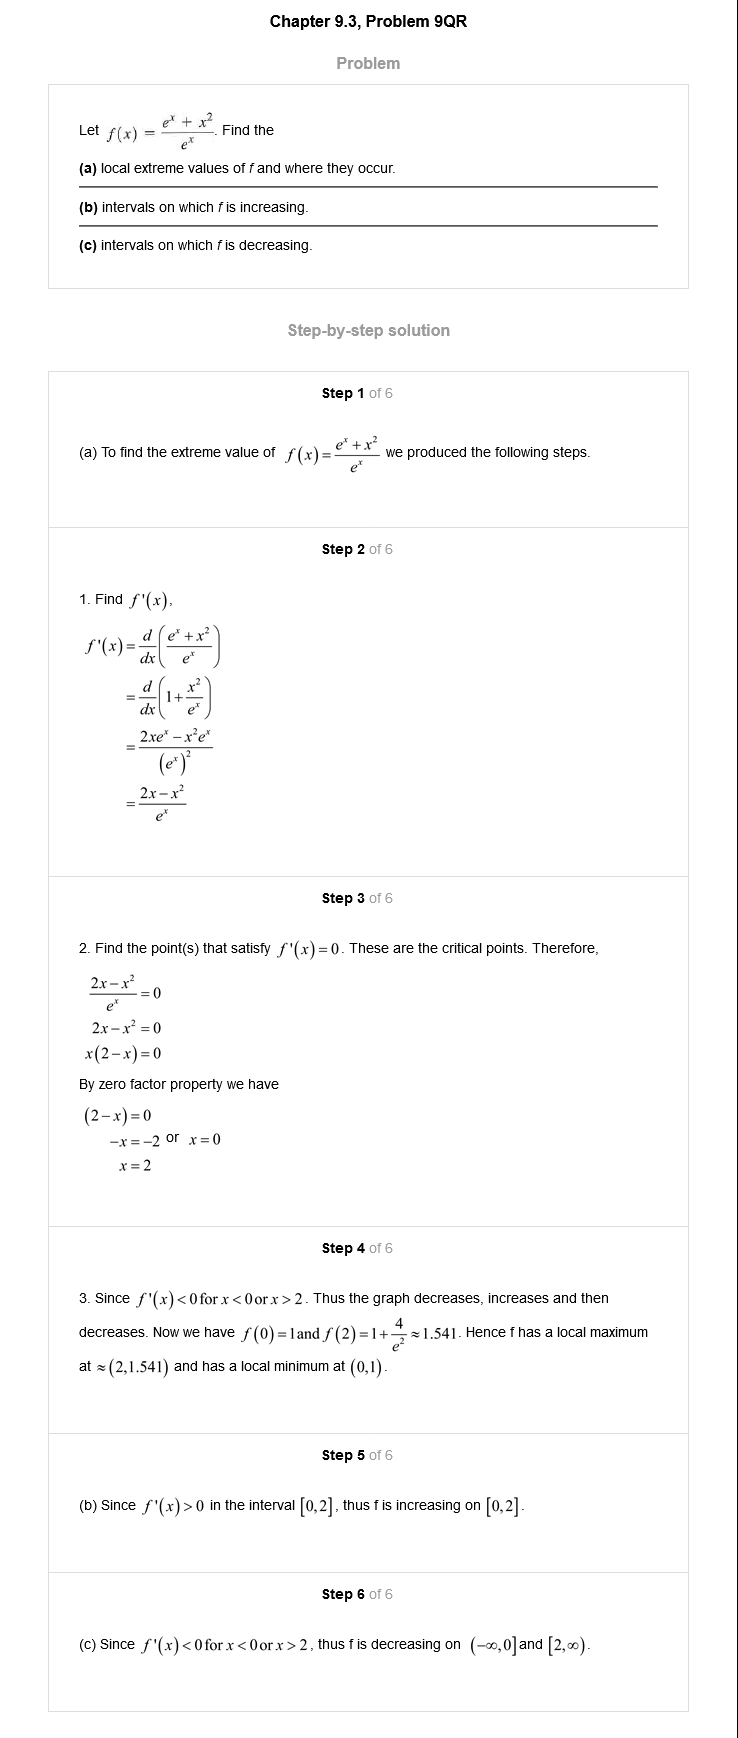 Chapter 9.3, Problem 9QR
Problem
Let f(x) = \frac{e^x + x^2}{e^x}. Find the
(a) local extreme values of f and where they occur.
(b) intervals on which f is increasing.
(c) intervals on which f is decreasing.
Step-by-step solution
Step 1 of 6
(a) To find the extreme value of f(x) = \frac{e^x + x^2}{e^x} we produced the following steps.
Step 2 of 6
1. Find f'(x),
f'(x) = \frac{d}{dx}\left(\frac{e^x + x^2}{e^x}\right)
= \frac{d}{dx}\left(1 + \frac{x^2}{e^x}\right)
= \frac{2xe^x - x^2e^x}{(e^x)^2}
= \frac{2x - x^2}{e^x}
Step 3 of 6
2. Find the point(s) that satisfy f'(x) = 0. These are the critical points. Therefore,
\frac{2x - x^2}{e^x} = 0
2x - x^2 = 0
x(2 - x) = 0
By zero factor property we have
(2 - x) = 0
-x = -2 or x = 0
x = 2
Step 4 of 6
3. Since f'(x) < 0 for x < 0 or x > 2. Thus the graph decreases, increases and then
decreases. Now we have f(0) = 1 and f(2) = 1 + \frac{4}{e^2} ≈ 1.541. Hence f has a local maximum
at ≈ (2, 1.541) and has a local minimum at (0, 1).
Step 5 of 6
(b) Since f'(x) > 0 in the interval [0, 2], thus f is increasing on [0, 2].
Step 6 of 6
(c) Since f'(x) < 0 for x < 0 or x > 2, thus f is decreasing on (-∞, 0] and [2, ∞).